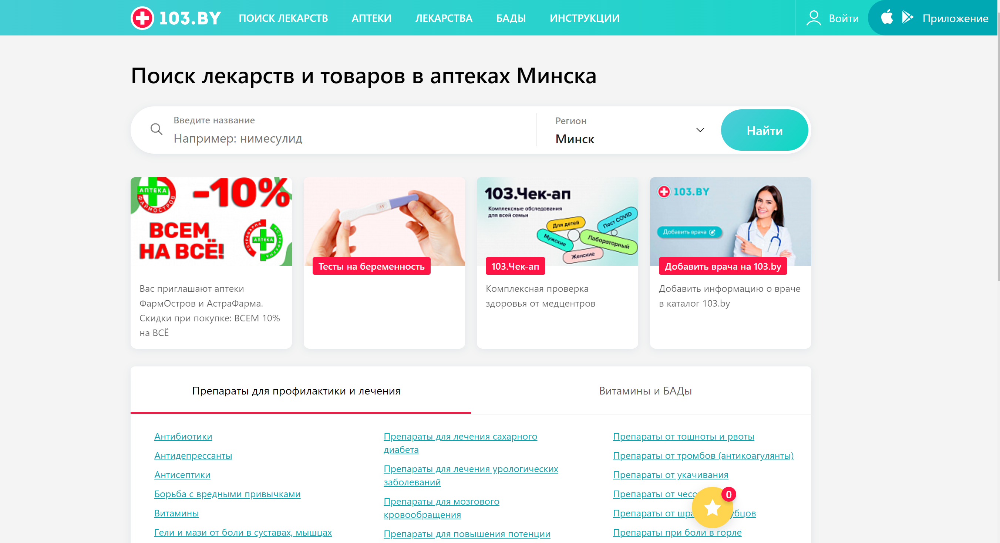 103.BY
ПОИСК ЛЕКАРСТВ
АПТЕКИ
ЛЕКАРСТВА
БАДЫ
ИНСТРУКЦИИ
Войти
Приложение
Поиск лекарств и товаров в аптеках Минска
Введите название
Например: нимесулид
Регион
Минск
Найти
АПТЕКА
ФАРМОСТРОВ
-10%
ВСЕМ
НА ВСЁ!
АСТРАФАРМА
АПТЕКА
АСТРАФАРМА
Вас приглашают аптеки
ФармОстров и АстраФарма.
Скидки при покупке: ВСЕМ 10%
на ВСЁ
Тесты на беременность
103.Чек-ап
Комплексные обследования
для всей семьи
Для детей
Пост COVID
Мужские
Лабораторный
Женские
103.Чек-ап
Комплексная проверка
здоровья от медцентров
103.BY
Добавить врача
Добавить врача на 103.by
Добавить информацию о враче
в каталог 103.by
Препараты для профилактики и лечения
Витамины и БАДы
Антибиотики
Антидепрессанты
Антисептики
Борьба с вредными привычками
Витамины
Гели и мази от боли в суставах, мышцах
Препараты для лечения сахарного
диабета
Препараты для лечения урологических
заболеваний
Препараты для мозгового
кровообращения
Препараты для повышения потенции
Препараты от тошноты и рвоты
Препараты от тромбов (антикоагулянты)
Препараты от укачивания
Препараты от
Препараты от
Препараты при боли в горле
0